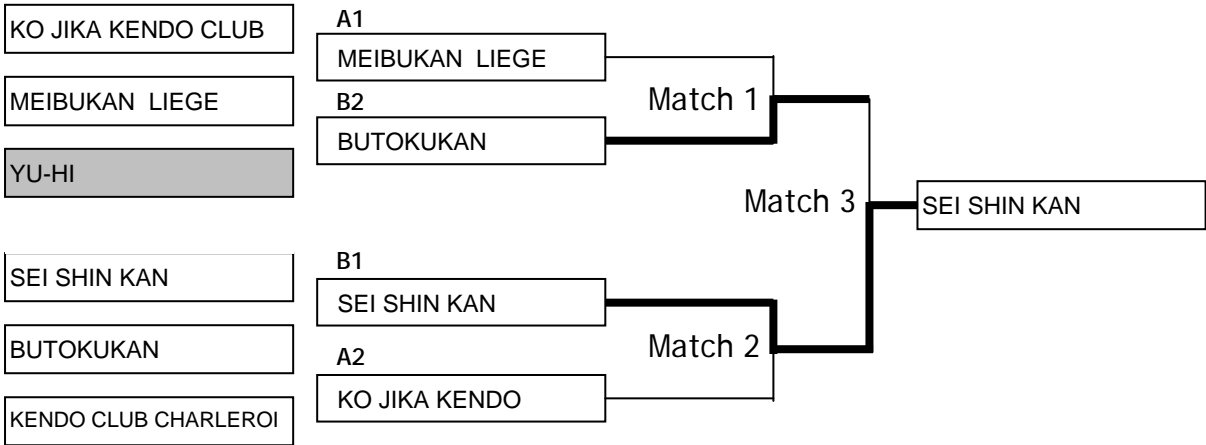 KO JIKA KENDO CLUB
MEIBUKAN LIEGE
YU-HI
SEI SHIN KAN
BUTOKUKAN
KENDO CLUB CHARLEROI
A1
MEIBUKAN LIEGE
B2
BUTOKUKAN
Match 1
B1
SEI SHIN KAN
A2
KO JIKA KENDO
Match 2
Match 3
SEI SHIN KAN